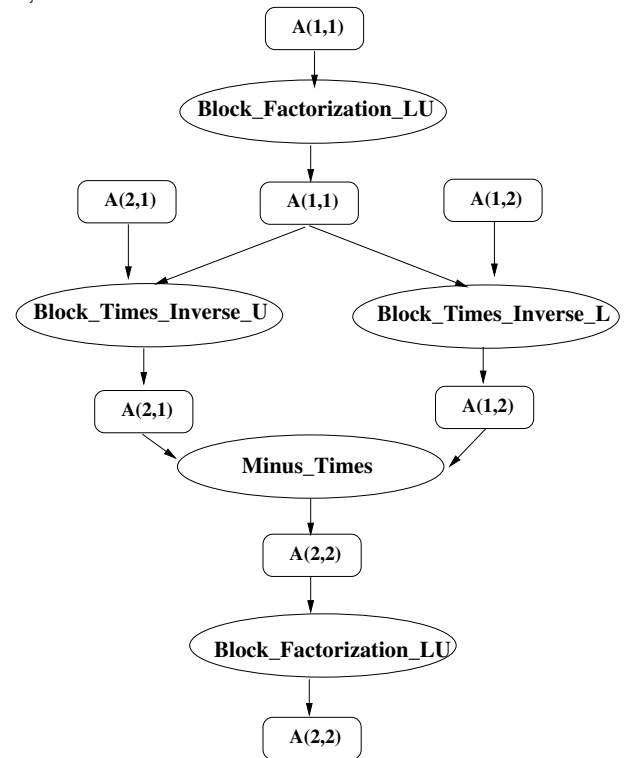 A(1,1)
Block_Factorization_LU
A(2,1)
A(1,1)
A(1,2)
Block_Times_Inverse_U
Block_Times_Inverse_L
A(2,1)
A(1,2)
Minus_Times
A(2,2)
Block_Factorization_LU
A(2,2)